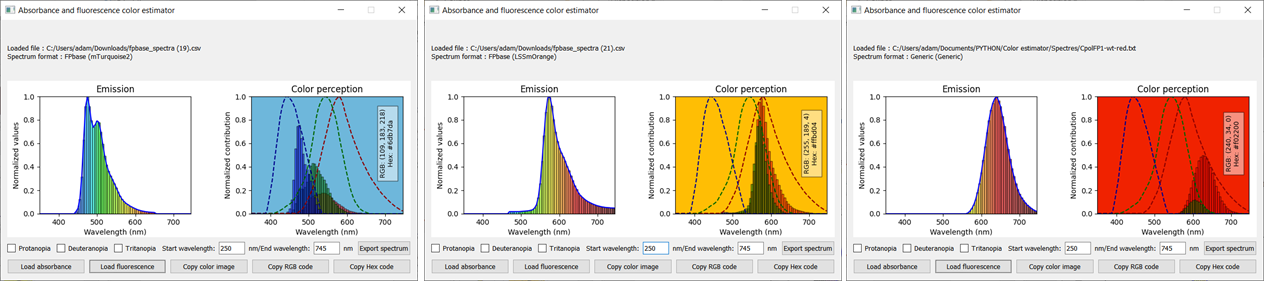 Absorbance and fluorescence color estimator
Loaded file : C:/Users/adam/Downloads/fpbase_spectra (19).csv
Spectrum format : FPbase (mTurquoise2)
Emission
Color perception
Normalized values
1.0
0.8
0.6
0.4
0.2
0.0
400
500
600
700
Wavelength (nm)
Normalized contribution
1.0
0.8
0.6
0.4
0.2
0.0
400
500
600
700
Wavelength (nm)
RGB: (109, 183, 218)
Hex: #6db7da
Protanopia Deuteranopia Tritanopia Start wavelength: 250 nm/End wavelength: 745 nm Export spectrum
Load absorbance Load fluorescence Copy color image Copy RGB code Copy Hex code
Absorbance and fluorescence color estimator
Loaded file : C:/Users/adam/Downloads/fpbase_spectra (21).csv
Spectrum format : FPbase (LSSmOrange)
Emission
Color perception
Normalized values
1.0
0.8
0.6
0.4
0.2
0.0
400
500
600
700
Wavelength (nm)
Normalized contribution
1.0
0.8
0.6
0.4
0.2
0.0
400
500
600
700
Wavelength (nm)
RGB: (255, 189, 4)
Hex: #ffbd04
Protanopia Deuteranopia Tritanopia Start wavelength: 250 nm/End wavelength: 745 nm Export spectrum
Load absorbance Load fluorescence Copy color image Copy RGB code Copy Hex code
Absorbance and fluorescence color estimator
Loaded file : C:/Users/adam/Documents/PYTHON/Color estimator/Spectres/CpolFP1-wt-red.txt
Spectrum format : Generic (Generic)
Emission
Color perception
Normalized values
1.0
0.8
0.6
0.4
0.2
0.0
400
500
600
700
Wavelength (nm)
Normalized contribution
1.0
0.8
0.6
0.4
0.2
0.0
400
500
600
700
Wavelength (nm)
RGB: (240, 34, 0)
Hex: #f02200
Protanopia Deuteranopia Tritanopia Start wavelength: 250 nm/End wavelength: 745 nm Export spectrum
Load absorbance Load fluorescence Copy color image Copy RGB code Copy Hex code